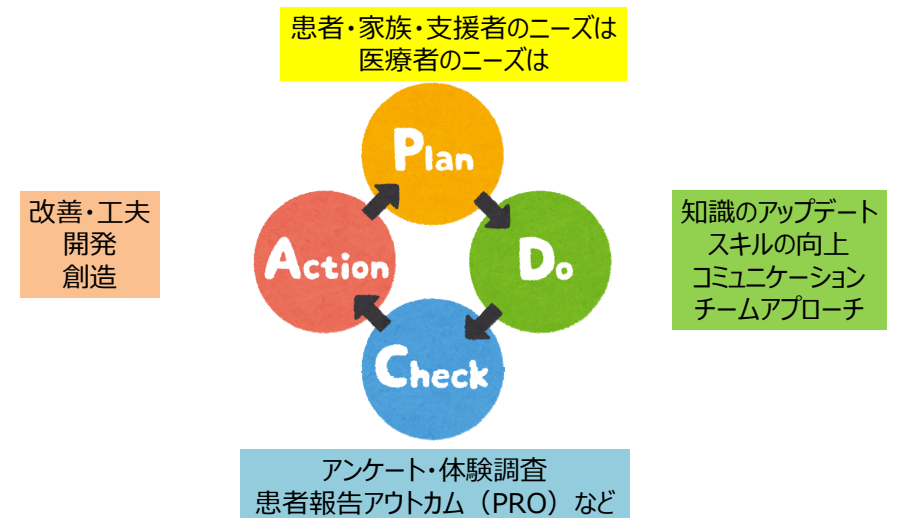 患者・家族・支援者のニーズは
医療者のニーズは
Plan
改善・工夫
開発
創造
Action
Do
知識のアップデート
スキルの向上
コミュニケーション
チームアプローチ
Check
アンケート・体験調査
患者報告アウトカム（PRO）など